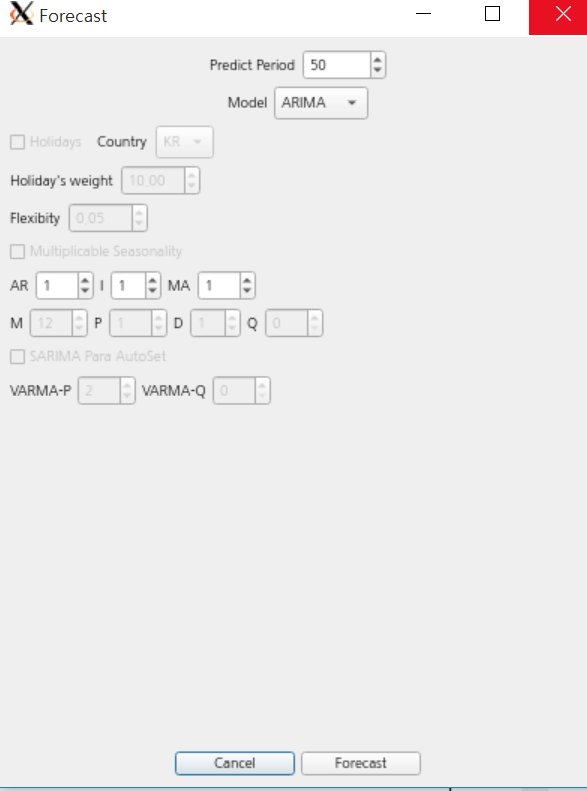 Forecast
Predict Period 50
Model ARIMA
Holidays Country KR
Holiday's weight 10.00
Flexibity 0.05
Multiplicable Seasonality
AR 1 I 1 MA 1
M 12 P 1 D 1 Q 0
SARIMA Para AutoSet
VARMA-P 2 VARMA-Q 0
Cancel Forecast